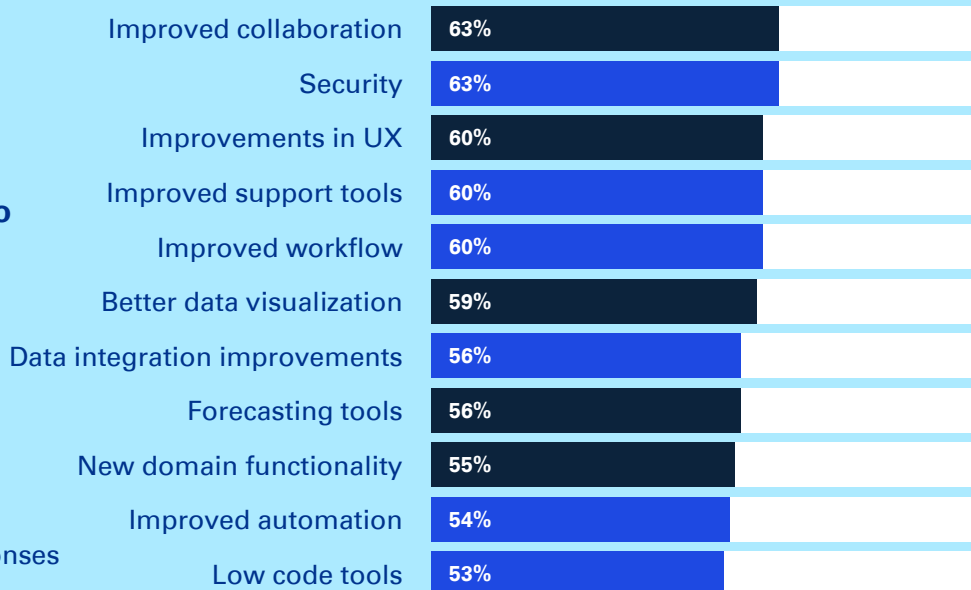 Improved collaboration 63%
Security 63%
Improvements in UX 60%
Improved support tools 60%
Improved workflow 60%
Better data visualization 59%
Data integration improvements 56%
Forecasting tools 56%
New domain functionality 55%
Improved automation 54%
Low code tools 53%